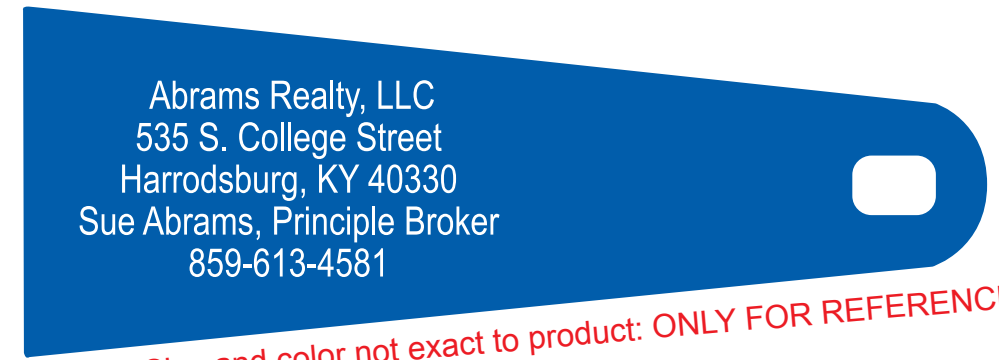 Abrams Realty, LLC
535 S. College Street
Harrodsburg, KY 40330
Sue Abrams, Principle Broker
859-613-4581
and color not exact to product: ONLY FOR